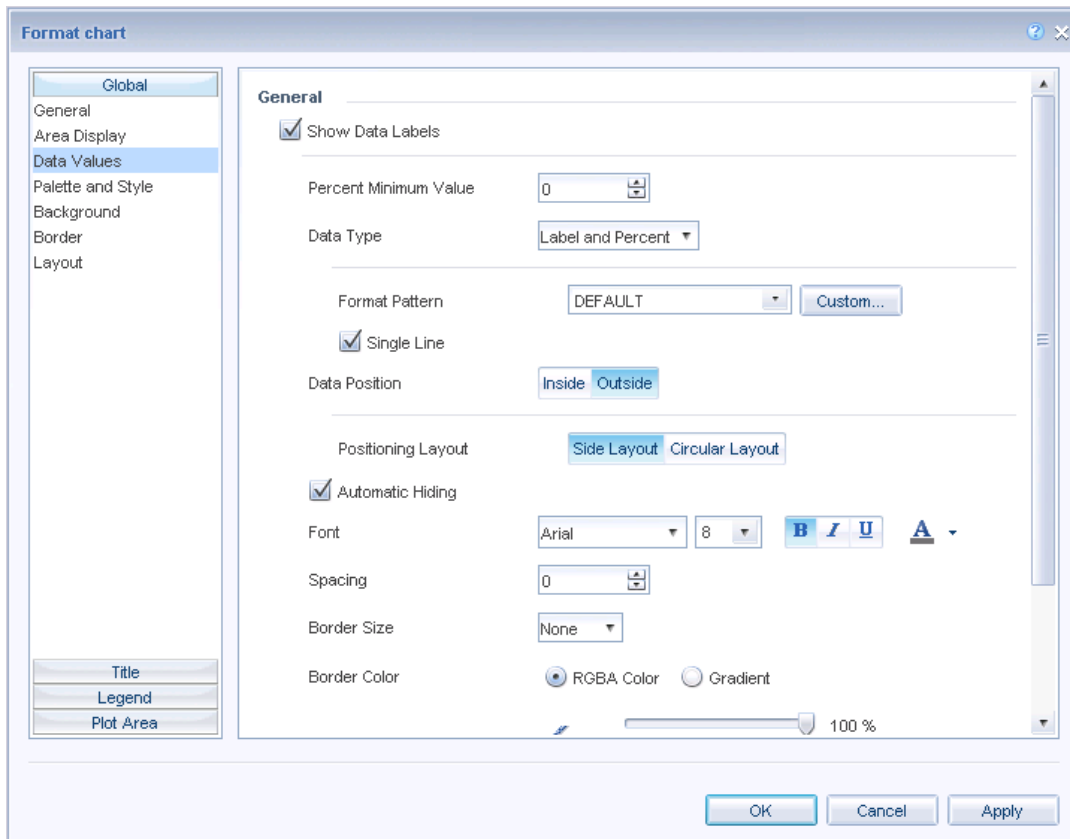 Format chart
Global
General
Area Display
Data Values
Palette and Style
Background
Border
Layout
Title
Legend
Plot Area
General
Show Data Labels
Percent Minimum Value 0
Data Type Label and Percent
Format Pattern DEFAULT Custom...
Single Line
Data Position Inside Outside
Positioning Layout Side Layout Circular Layout
Automatic Hiding
Font Arial 8 B I U A
Spacing 0
Border Size None
Border Color RGBA Color Gradient
100 %
OK Cancel Apply